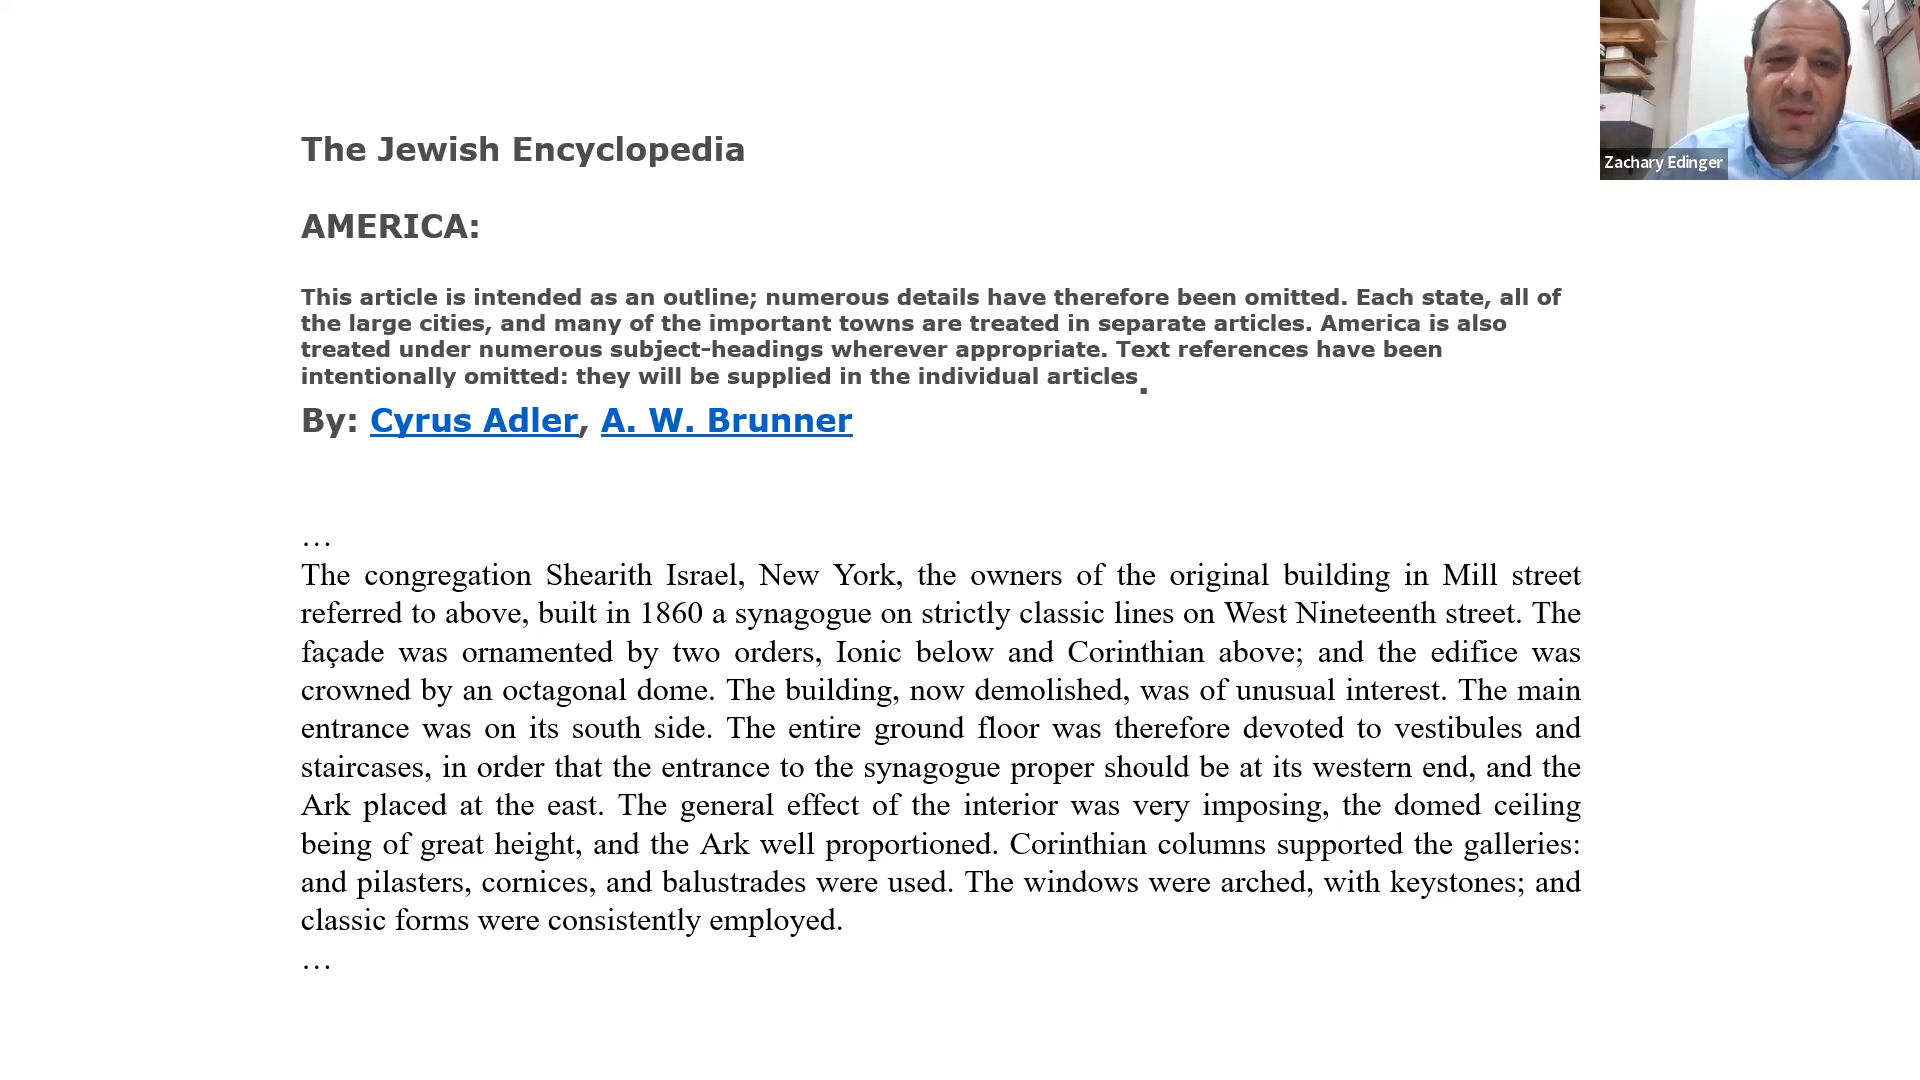 The Jewish Encyclopedia
AMERICA:
This article is intended as an outline; numerous details have therefore been omitted. Each state, all of
the large cities, and many of the important towns are treated in separate articles. America is also
treated under numerous subject-headings wherever appropriate. Text references have been
intentionally omitted: they will be supplied in the individual articles.
By: Cyrus Adler, A. W. Brunner
…
The congregation Shearith Israel, New York, the owners of the original building in Mill street
referred to above, built in 1860 a synagogue on strictly classic lines on West Nineteenth street. The
façade was ornamented by two orders, Ionic below and Corinthian above; and the edifice was
crowned by an octagonal dome. The building, now demolished, was of unusual interest. The main
entrance was on its south side. The entire ground floor was therefore devoted to vestibules and
staircases, in order that the entrance to the synagogue proper should be at its western end, and the
Ark placed at the east. The general effect of the interior was very imposing, the domed ceiling
being of great height, and the Ark well proportioned. Corinthian columns supported the galleries:
and pilasters, cornices, and balustrades were used. The windows were arched, with keystones; and
classic forms were consistently employed.
…
Zachary Edinger